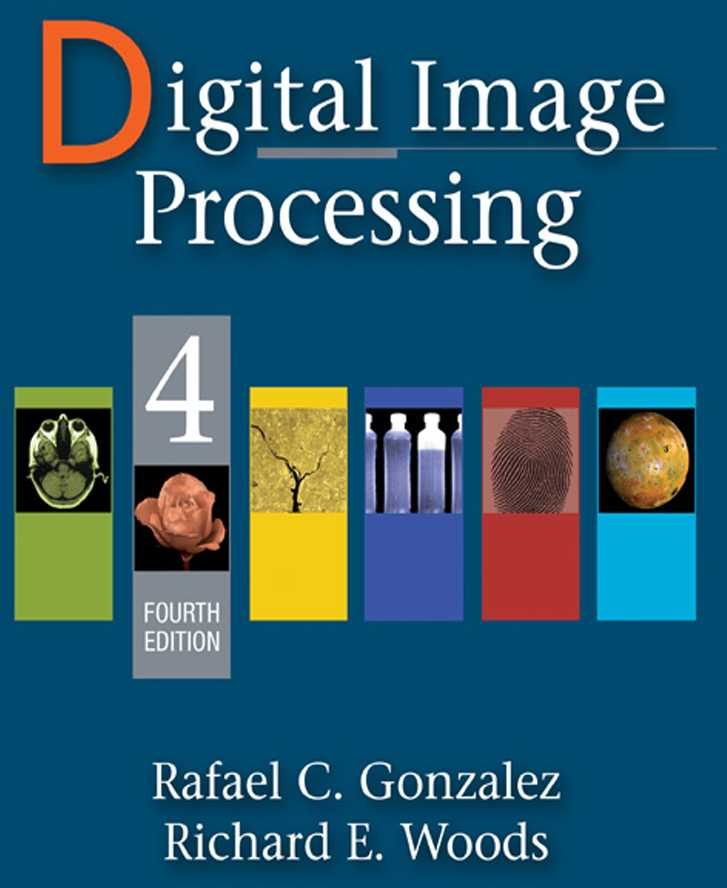 Digital Image
Processing
4
FOURTH
EDITION
Rafael C. Gonzalez
Richard E. Woods